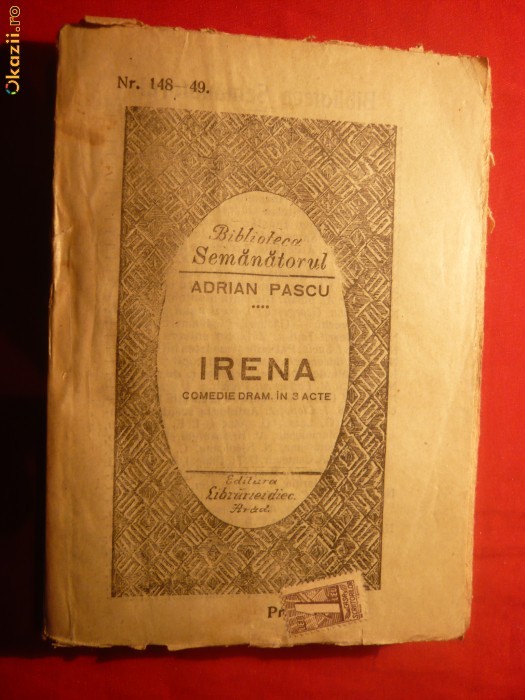 Okazii.ro
Nr. 148—49.
Biblioteca
Semănătorul
ADRIAN PASCU
....
IRENA
COMEDIE DRAM. ÎN 3 ACTE
Editura
Librăriei diec.
Arad.
Pr